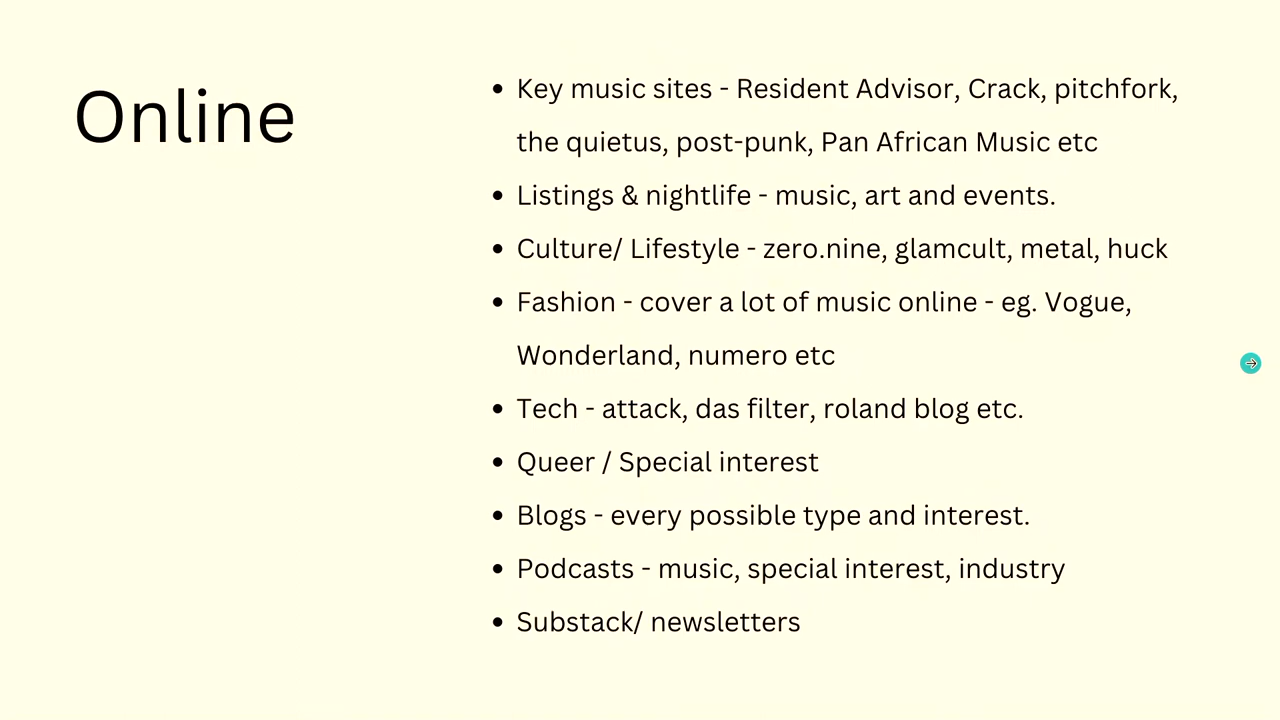 Online
• Key music sites - Resident Advisor, Crack, pitchfork,
the quietus, post-punk, Pan African Music etc
• Listings & nightlife - music, art and events.
• Culture/ Lifestyle - zero.nine, glamcult, metal, huck
• Fashion - cover a lot of music online - eg. Vogue,
Wonderland, numero etc
• Tech - attack, das filter, roland blog etc.
• Queer / Special interest
• Blogs - every possible type and interest.
• Podcasts - music, special interest, industry
• Substack/ newsletters